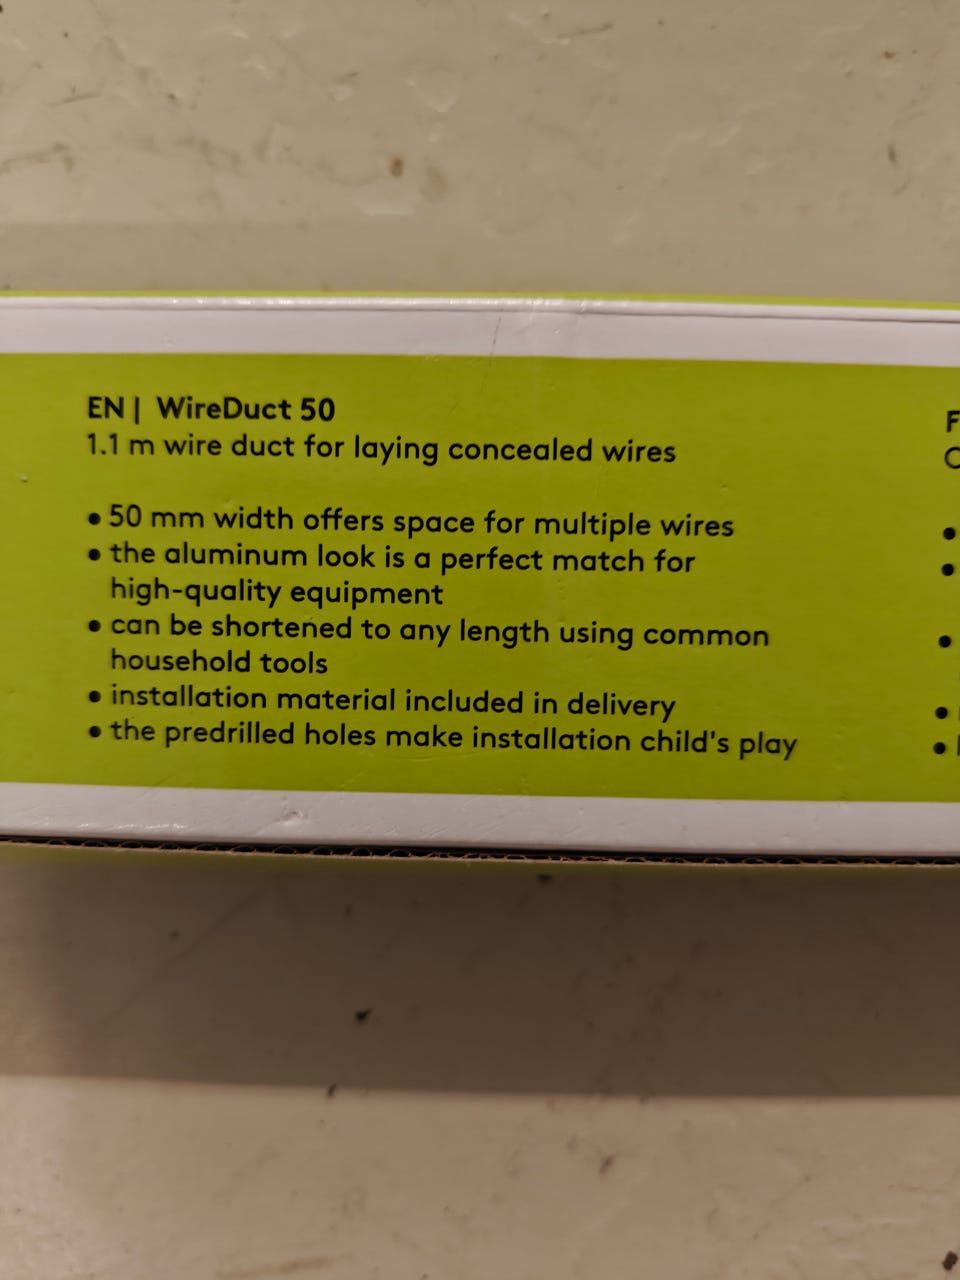 EN | WireDuct 50
1.1 m wire duct for laying concealed wires
• 50 mm width offers space for multiple wires
• the aluminum look is a perfect match for
high-quality equipment
• can be shortened to any length using common
household tools
• installation material included in delivery
• the predrilled holes make installation child's play